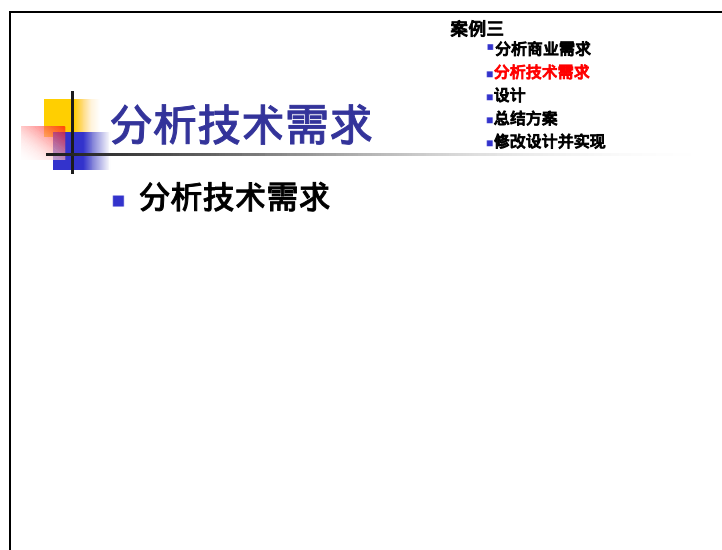 案例三
分析商业需求
分析技术需求
设计
总结方案
修改设计并实现
分析技术需求
分析技术需求